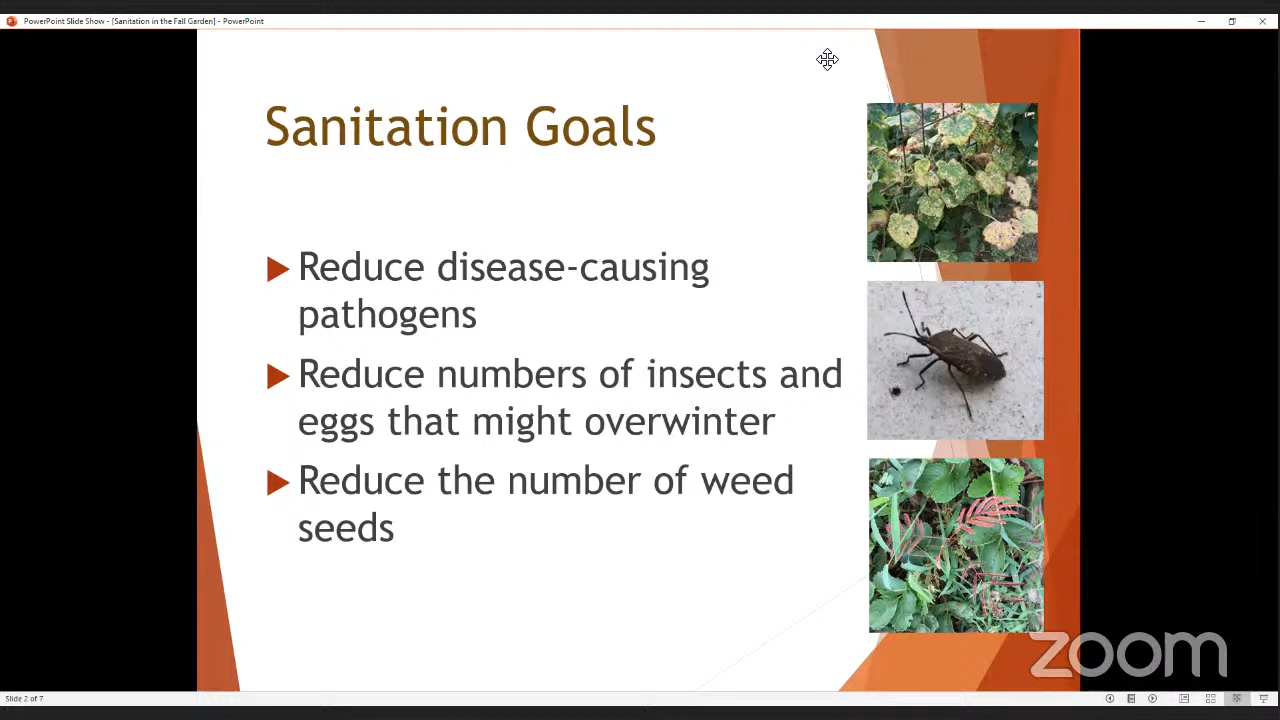 PowerPoint Slide Show - [Sanitation in the Fall Garden] - PowerPoint
Sanitation Goals
Reduce disease-causing
pathogens
Reduce numbers of insects and
eggs that might overwinter
Reduce the number of weed
seeds
zoom
Slide 2 of 7